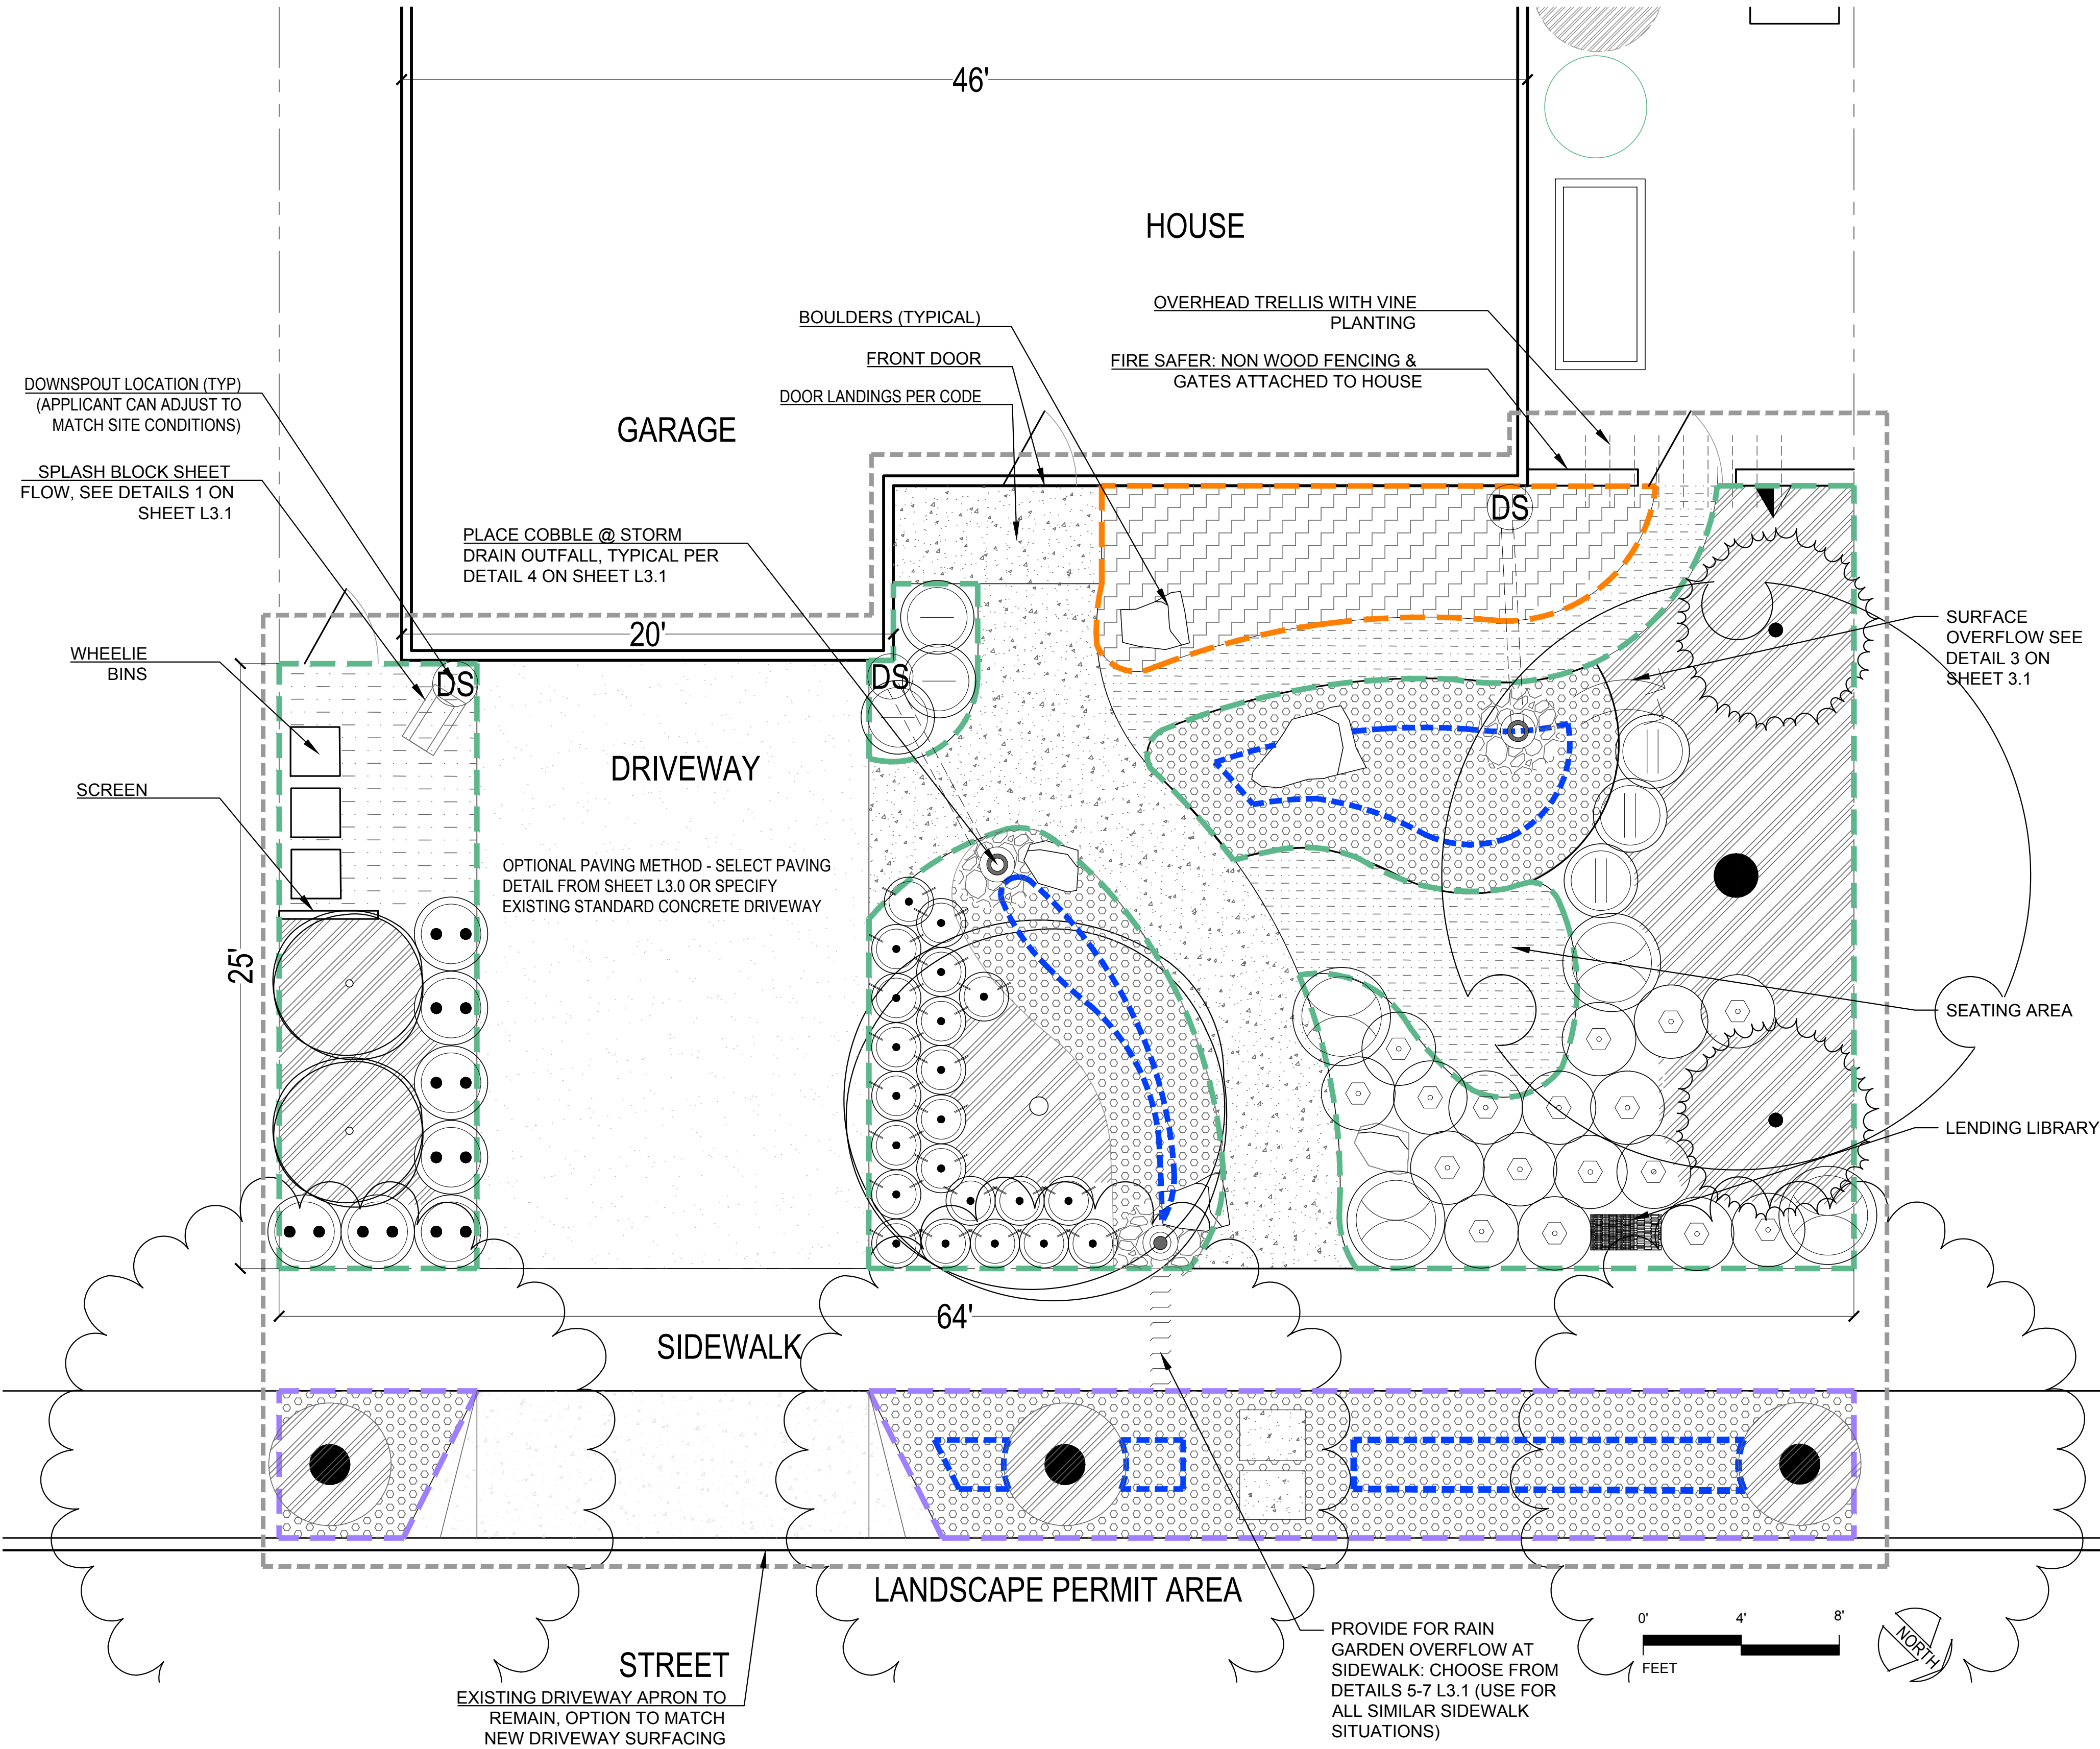 46'
HOUSE
OVERHEAD TRELLIS WITH VINE
PLANTING
BOULDERS (TYPICAL)
FRONT DOOR
FIRE SAFER: NON WOOD FENCING &
GATES ATTACHED TO HOUSE
DOOR LANDINGS PER CODE
DOWNSPOUT LOCATION (TYP)
(APPLICANT CAN ADJUST TO
MATCH SITE CONDITIONS)
GARAGE
SPLASH BLOCK SHEET
FLOW, SEE DETAILS 1 ON
SHEET L3.1
PLACE COBBLE @ STORM
DRAIN OUTFALL, TYPICAL PER
DETAIL 4 ON SHEET L3.1
DS
20'
WHEELIE
BINS
DS
DS
SURFACE
OVERFLOW SEE
DETAIL 3 ON
SHEET 3.1
DRIVEWAY
SCREEN
OPTIONAL PAVING METHOD - SELECT PAVING
DETAIL FROM SHEET L3.0 OR SPECIFY
EXISTING STANDARD CONCRETE DRIVEWAY
25'
SEATING AREA
LENDING LIBRARY
64'
SIDEWALK
LANDSCAPE PERMIT AREA
STREET
EXISTING DRIVEWAY APRON TO
REMAIN, OPTION TO MATCH
NEW DRIVEWAY SURFACING
PROVIDE FOR RAIN
GARDEN OVERFLOW AT
SIDEWALK: CHOOSE FROM
DETAILS 5-7 L3.1 (USE FOR
ALL SIMILAR SIDEWALK
SITUATIONS)
0' 4' 8'
FEET
NORTH